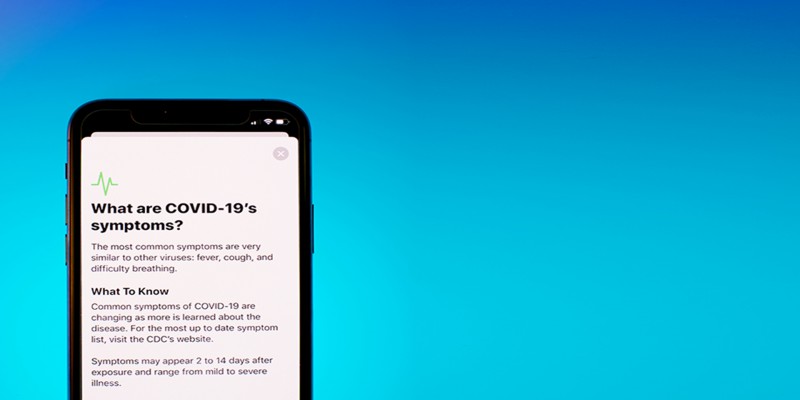 What are COVID-19's
symptoms?
The most common symptoms are very
similar to other viruses: fever, cough, and
difficulty breathing.
What To Know
Common symptoms of COVID-19 are
changing as more is learned about the
disease. For the most up to date symptom
list, visit the CDC's website.
Symptoms may appear 2 to 14 days after
exposure and range from mild to severe
illness.